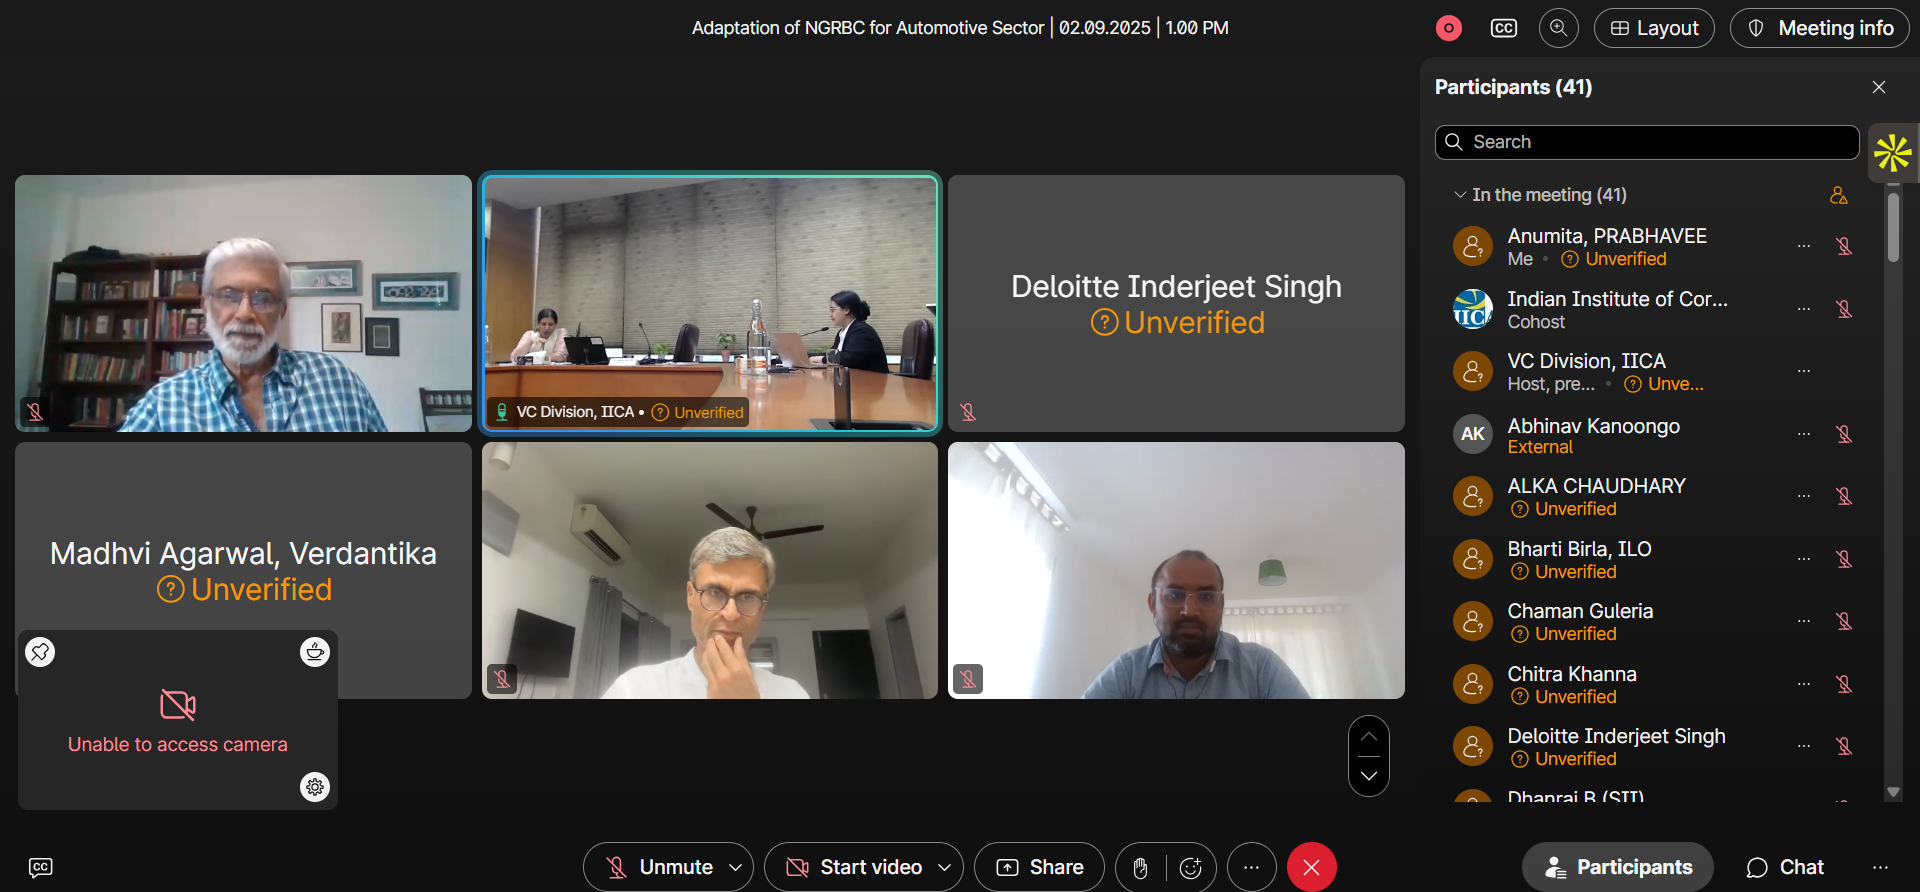 Adaptation of NGRBC for Automotive Sector | 02.09.2025 | 1.00 PM
CC
Layout
Meeting info
Participants (41)
Search
In the meeting (41)
Anumita, PRABHAVEE
Me • Unverified
IIC
Indian Institute of Cor...
Cohost
VC Division, IICA
Host, pre... • Unve...
AK
Abhinav Kanoongo
External
ALKA CHAUDHARY
Unverified
Bharti Birla, ILO
Unverified
Chaman Guleria
Unverified
Chitra Khanna
Unverified
Deloitte Inderjeet Singh
Unverified
Dhanraj B (SII)
VC Division, IICA • Unverified
Deloitte Inderjeet Singh
Unverified
Madhvi Agarwal, Verdantika
Unverified
Unable to access camera
CC
Unmute
Start video
Share
Participants
Chat